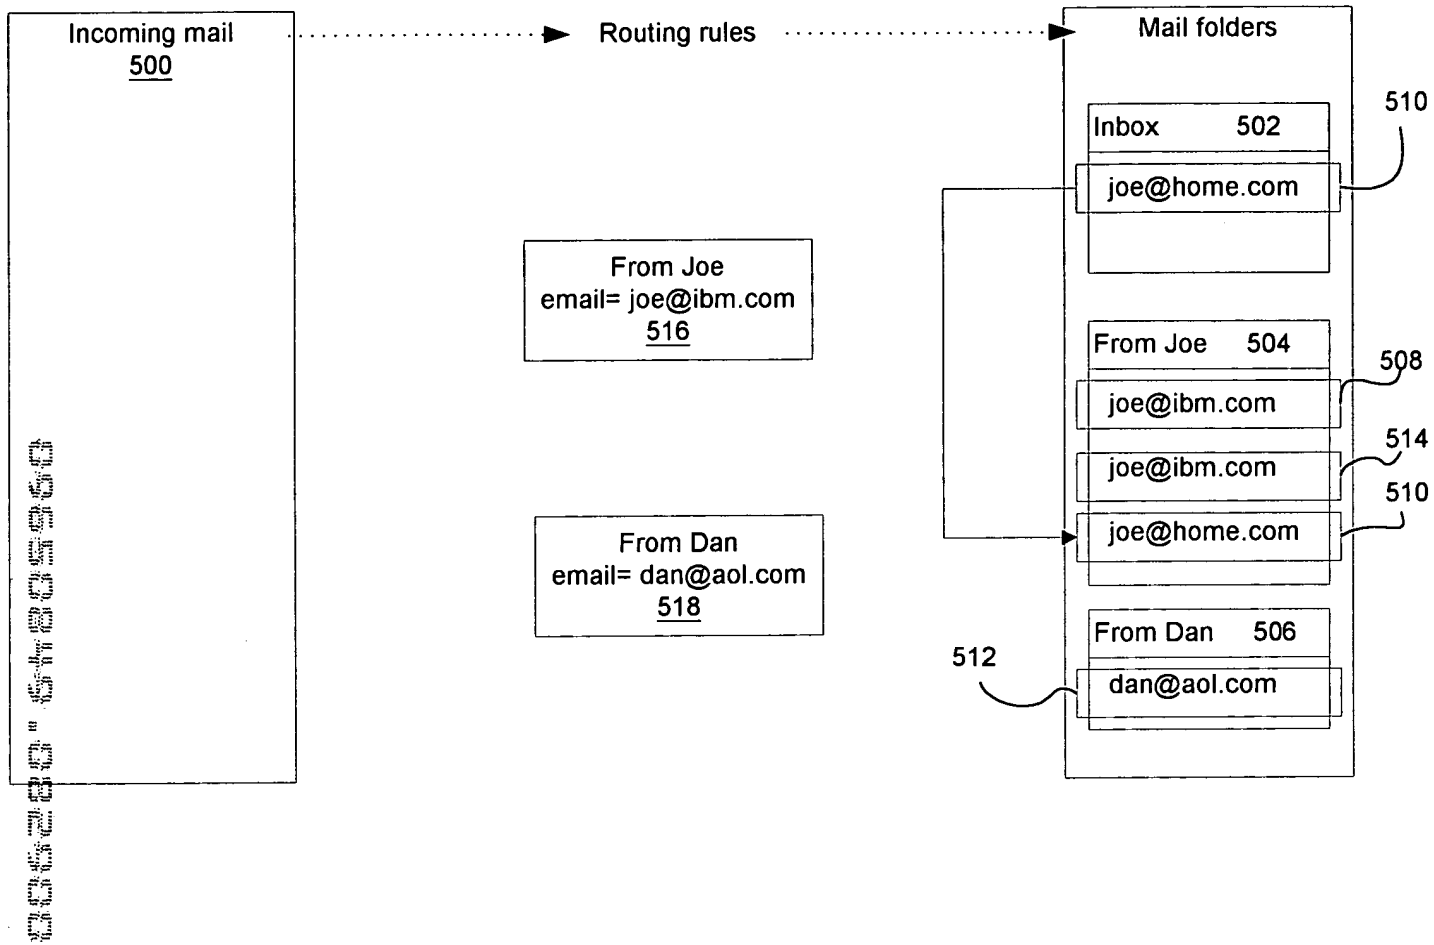 Incoming mail
500
Routing rules
Mail folders
510
Inbox 502
joe@home.com
From Joe
email= joe@ibm.com
516
From Joe 504
508
joe@ibm.com
514
joe@ibm.com
510
joe@home.com
From Dan
email= dan@aol.com
518
From Dan 506
512
dan@aol.com